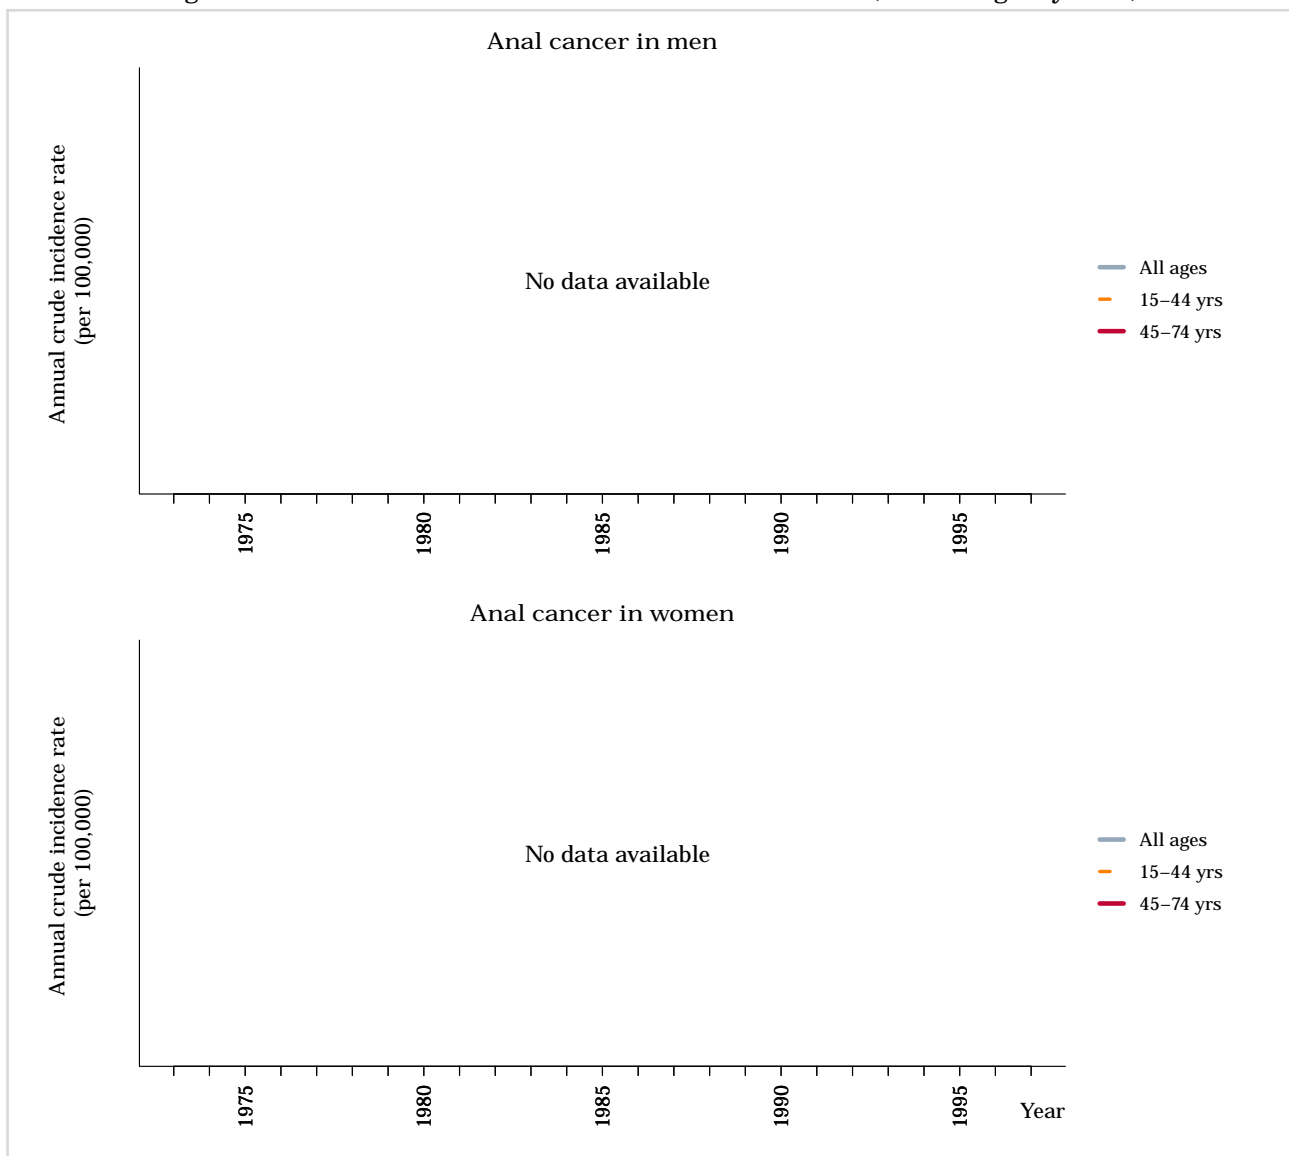 Anal cancer in men
Annual crude incidence rate
(per 100,000)
No data available
All ages
15–44 yrs
45–74 yrs
1975
1980
1985
1990
1995
Anal cancer in women
Annual crude incidence rate
(per 100,000)
No data available
All ages
15–44 yrs
45–74 yrs
1975
1980
1985
1990
1995
Year